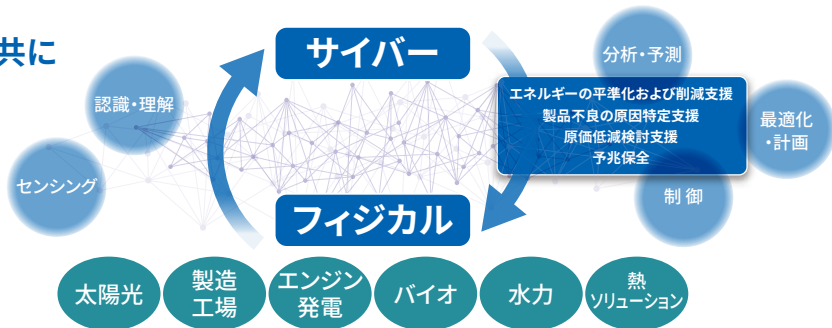 共に
サイバー
分析・予測
認識・理解
エネルギーの平準化および削減支援
製品不良の原因特定支援
原価低減検討支援
予兆保全
最適化
・計画
センシング
制御
フィジカル
太陽光
製造
工場
エンジン
発電
バイオ
水力
熱
ソリューション